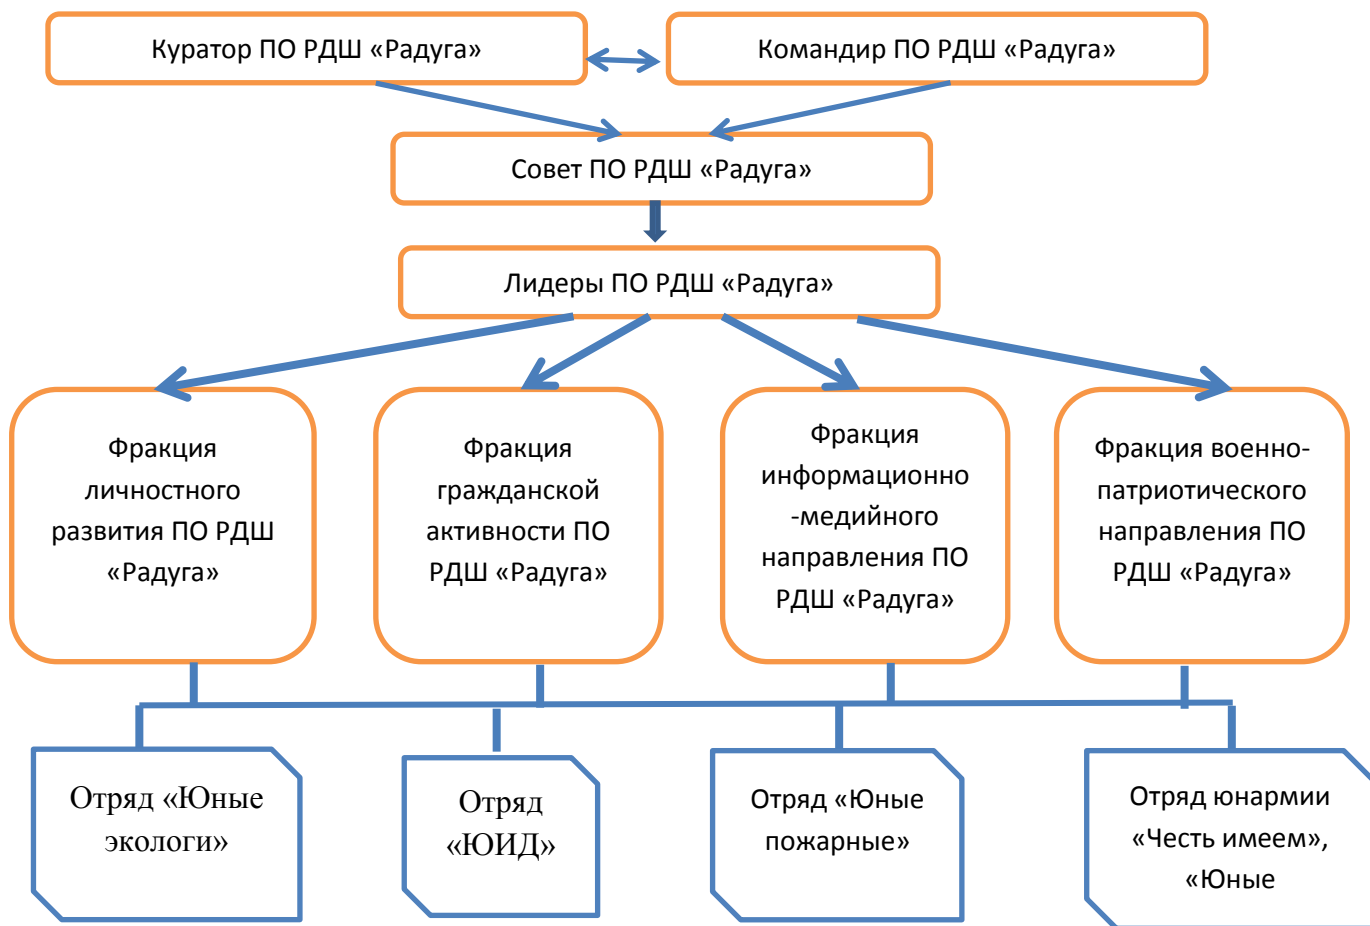 Куратор ПО РДШ «Радуга»
Командир ПО РДШ «Радуга»
Совет ПО РДШ «Радуга»
Лидеры ПО РДШ «Радуга»
Фракция
личностного
развития ПО РДШ
«Радуга»
Фракция
гражданской
активности ПО
РДШ «Радуга»
Фракция
информационно
-медийного
направления ПО
РДШ «Радуга»
Фракция военно-
патриотического
направления ПО
РДШ «Радуга»
Отряд «Юные
экологи»
Отряд
«ЮИД»
Отряд «Юные
пожарные»
Отряд юнармии
«Честь имеем»,
«Юные